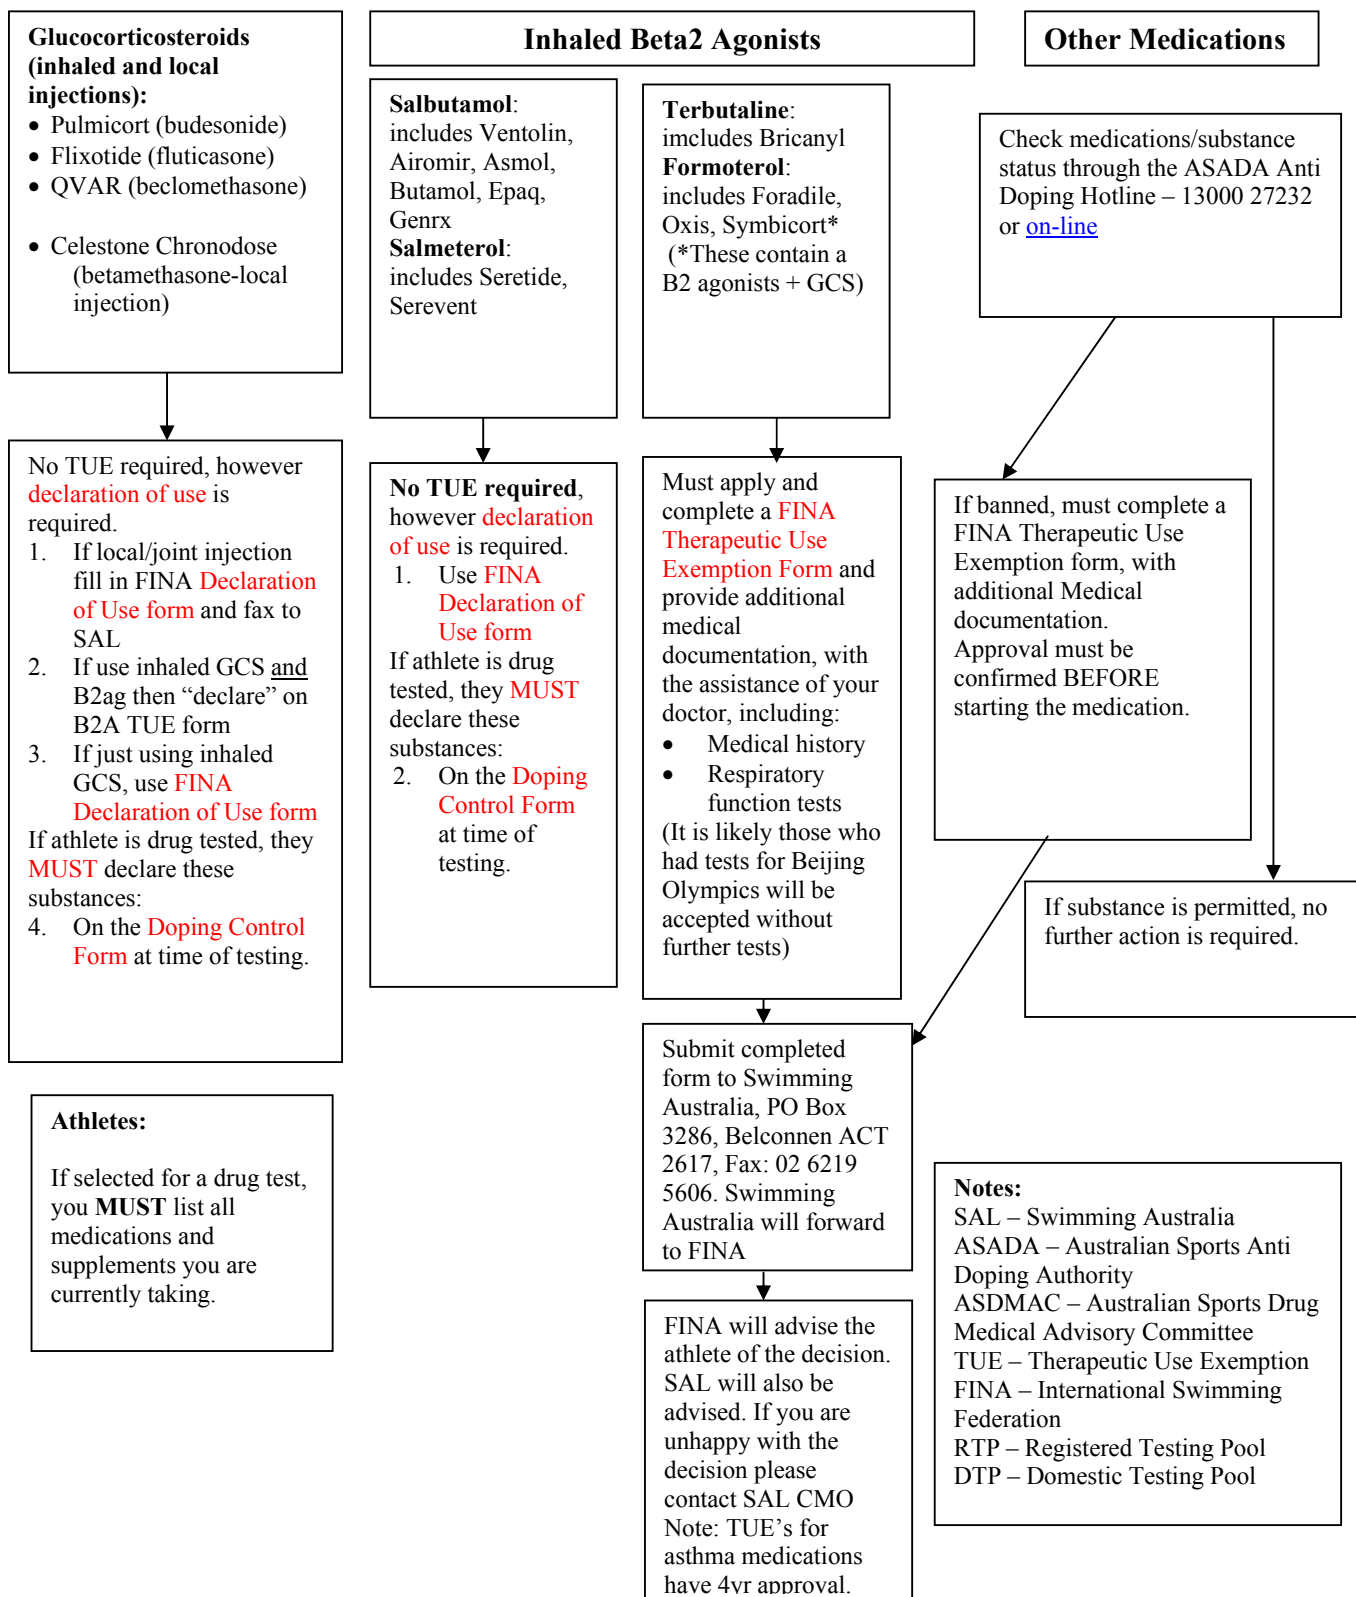 Glucocorticosteroids
(inhaled and local
injections):
• Pulmicort (budesonide)
• Flixotide (fluticasone)
• QVAR (beclomethasone)
• Celestone Chronodose
(betamethasone-local
injection)
Inhaled Beta2 Agonists
Other Medications
Salbutamol:
includes Ventolin,
Airomir, Asmol,
Butamol, Epaq,
Genrx
Salmeterol:
includes Seretide,
Serevent
Terbutaline:
imcludes Bricanyl
Formoterol:
includes Foradile,
Oxis, Symbicort*
(*These contain a
B2 agonists + GCS)
Check medications/substance
status through the ASADA Anti
Doping Hotline – 13000 27232
or on-line
No TUE required, however
declaration of use is
required.
1. If local/joint injection
fill in FINA Declaration
of Use form and fax to
SAL
2. If use inhaled GCS and
B2ag then “declare” on
B2A TUE form
3. If just using inhaled
GCS, use FINA
Declaration of Use form
If athlete is drug tested, they
MUST declare these
substances:
4. On the Doping Control
Form at time of testing.
No TUE required,
however declaration
of use is required.
1. Use FINA
Declaration of
Use form
If athlete is drug
tested, they MUST
declare these
substances:
2. On the Doping
Control Form
at time of
testing.
Must apply and
complete a FINA
Therapeutic Use
Exemption Form and
provide additional
medical
documentation, with
the assistance of your
doctor, including:
• Medical history
• Respiratory
function tests
(It is likely those who
had tests for Beijing
Olympics will be
accepted without
further tests)
If banned, must complete a
FINA Therapeutic Use
Exemption form, with
additional Medical
documentation.
Approval must be
confirmed BEFORE
starting the medication.
If substance is permitted, no
further action is required.
Submit completed
form to Swimming
Australia, PO Box
3286, Belconnen ACT
2617, Fax: 02 6219
5606. Swimming
Australia will forward
to FINA
Athletes:
If selected for a drug test,
you MUST list all
medications and
supplements you are
currently taking.
Notes:
SAL – Swimming Australia
ASADA – Australian Sports Anti
Doping Authority
ASDMAC – Australian Sports Drug
Medical Advisory Committee
TUE – Therapeutic Use Exemption
FINA – International Swimming
Federation
RTP – Registered Testing Pool
DTP – Domestic Testing Pool
FINA will advise the
athlete of the decision.
SAL will also be
advised. If you are
unhappy with the
decision please
contact SAL CMO
Note: TUE’s for
asthma medications
have 4yr approval.